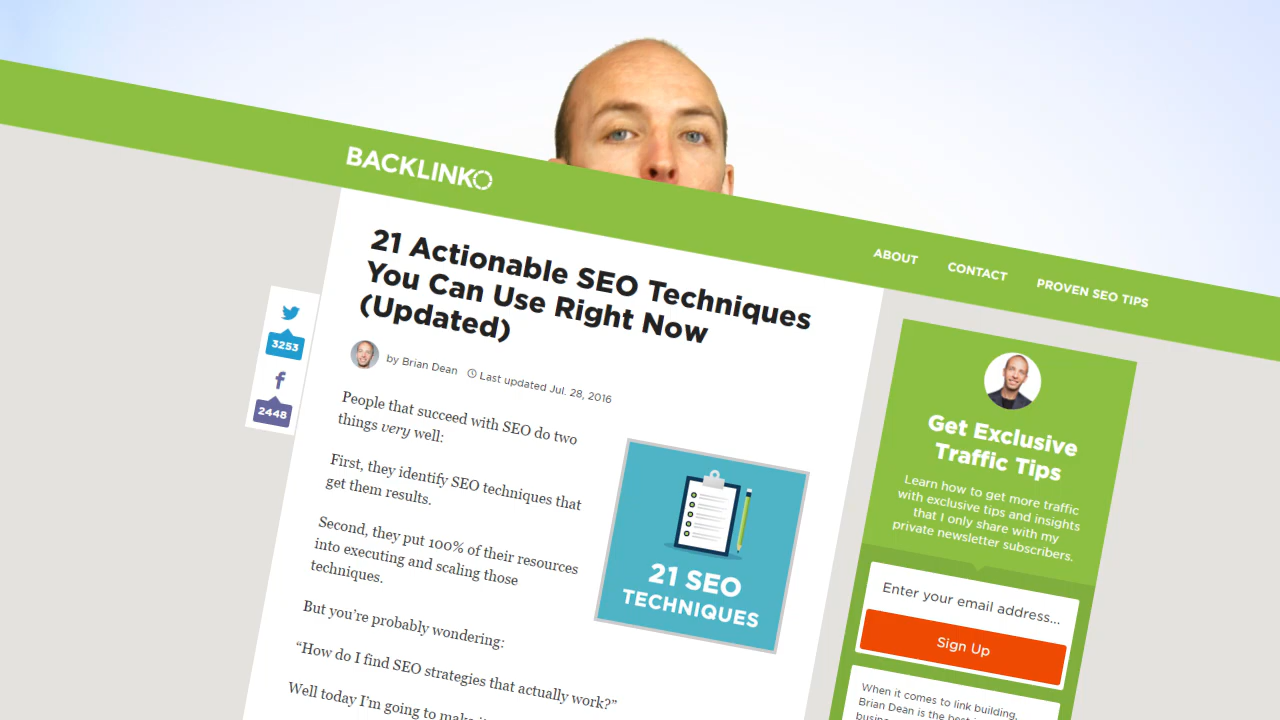 BACKLINKO
ABOUT
CONTACT
PROVEN SEO TIPS
21 Actionable SEO Techniques
You Can Use Right Now
(Updated)
by Brian Dean
Last updated Jul. 28, 2016
3253
2448
People that succeed with SEO do two
things very well:
First, they identify SEO techniques that
get them results.
Second, they put 100% of their resources
into executing and scaling those
techniques.
But you're probably wondering:
“How do I find SEO strategies that actually work?”
Well today I'm going to make
21 SEO
TECHNIQUES
Get Exclusive
Traffic Tips
Learn how to get more traffic
with exclusive tips and insights
that I only share with my
private newsletter subscribers.
Enter your email address...
Sign Up
When it comes to link building,
Brian Dean is the best